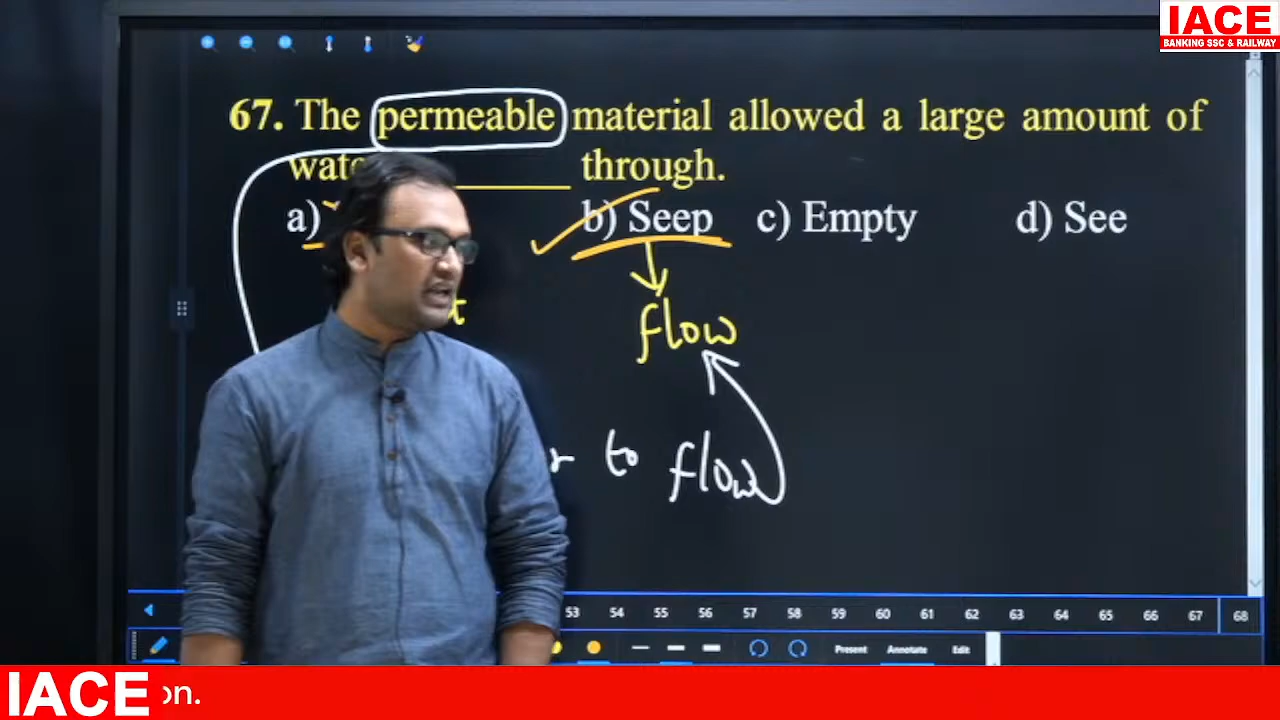 IACE
BANKING SSC & RAILWAY
67. The permeable material allowed a large amount of
through.
a) b) Seep c) Empty d) See
flow
to flow
53 54 55 56 57 58 59 60 61 62 63 64 65 66 67 68
Present Annotate Edit
IACE on.